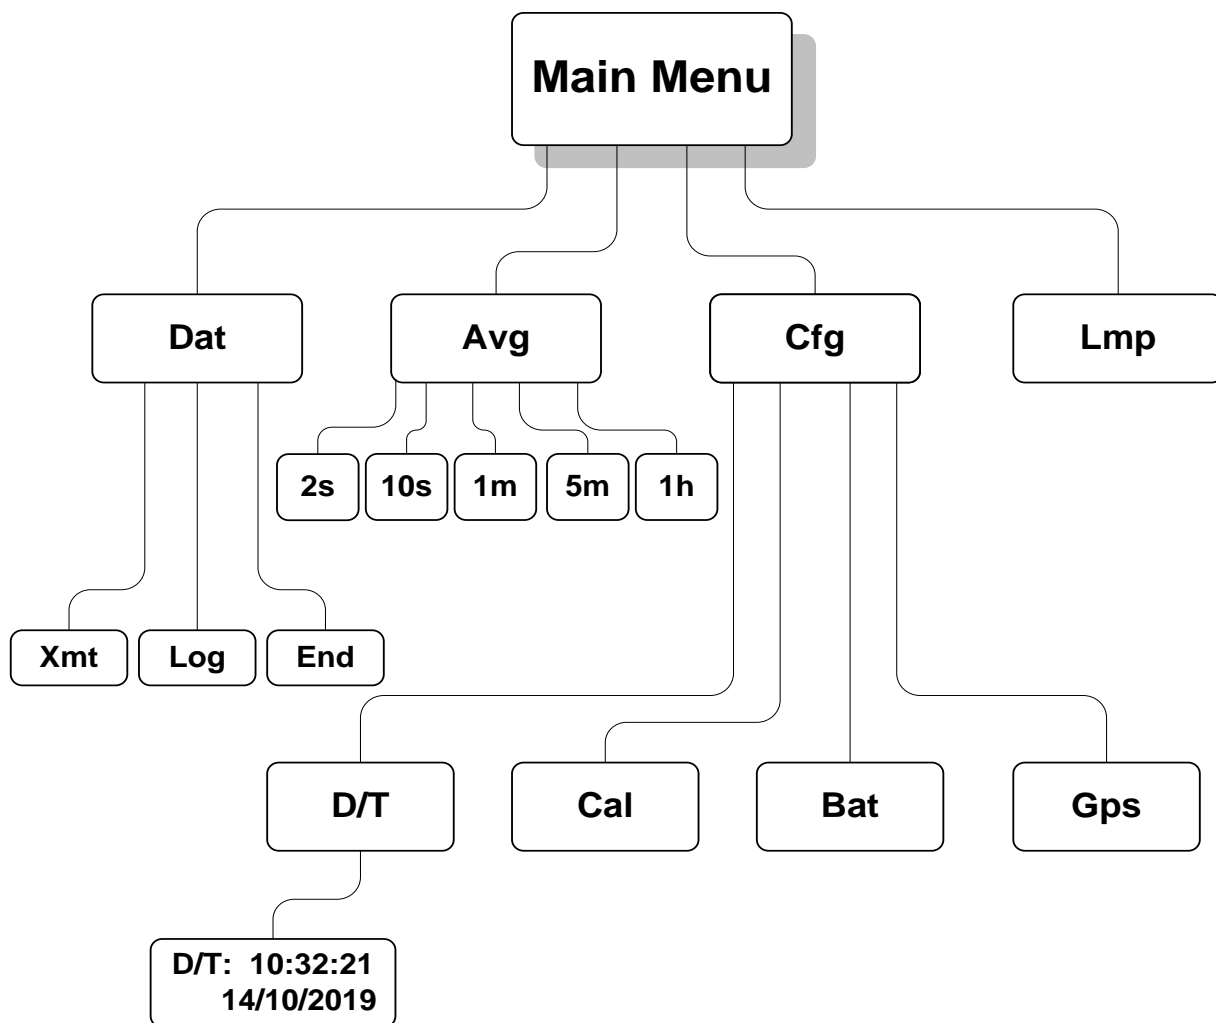 Main Menu
Dat
Avg
Cfg
Lmp
2s
10s
1m
5m
1h
Xmt
Log
End
D/T
Cal
Bat
Gps
D/T:  10:32:21
14/10/2019